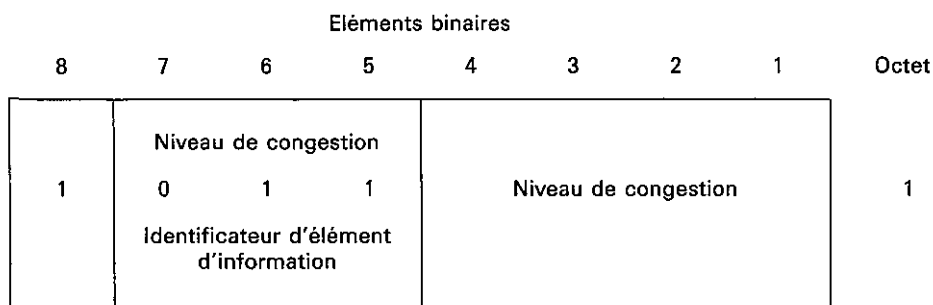 Eléments binaires
8 7 6 5 4 3 2 1 Octet
Niveau de congestion
1 0 1 1 Niveau de congestion 1
Identificateur d'élément
d'information